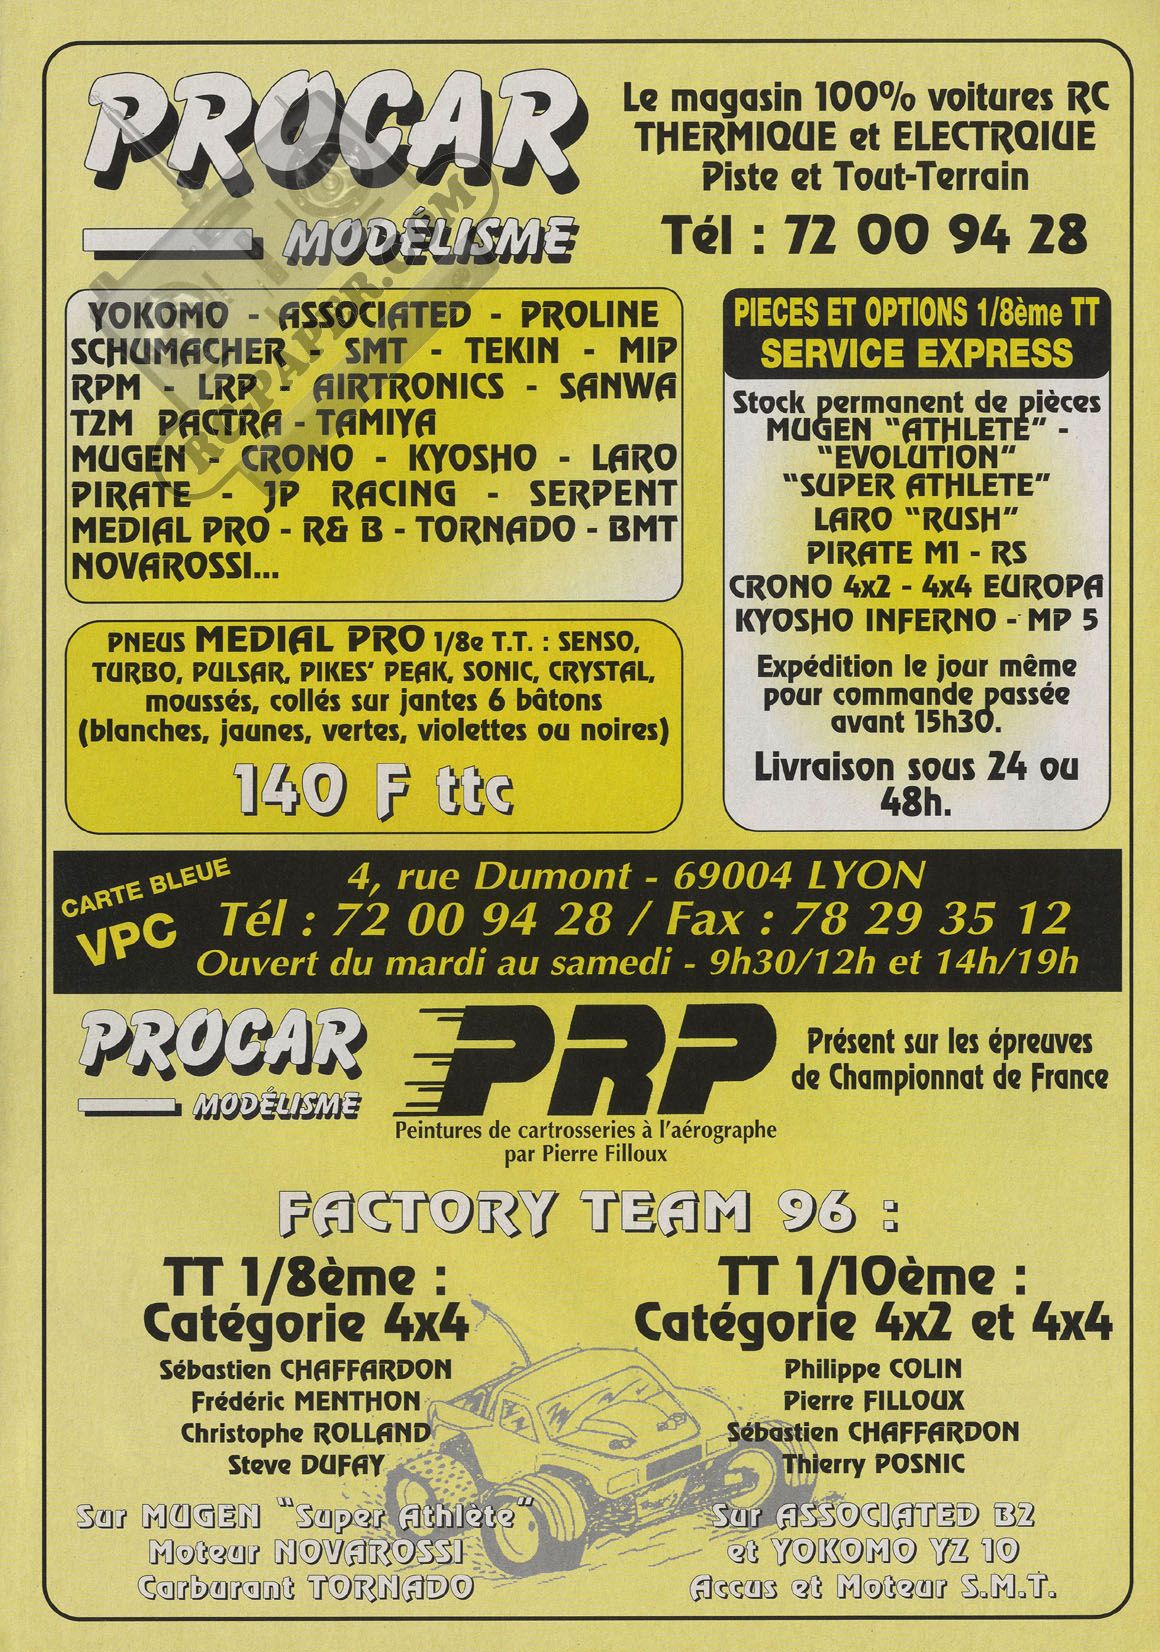 PROCAR
MODÉLISME
Le magasin 100% voitures RC
THERMIQUE et ELECTRQIUE
Piste et Tout-Terrain
Tél : 72 00 94 28
YOKOMO - ASSOCIATED - PROLINE
SCHUMACHER - SMT - TEKIN - MIP
RPM - LRP - AIRTRONICS - SANWA
T2M PACTRA - TAMIYA
MUGEN - CRONO - KYOSHO - LARO
PIRATE - JP RACING - SERPENT
MEDIAL PRO - R& B - TORNADO - BMT
NOVAROSSI...
RCTPAPER.COM
PIECES ET OPTIONS 1/8ème TT
SERVICE EXPRESS
Stock permanent de pièces
MUGEN "ATHLETE" -
"EVOLUTION"
"SUPER ATHLETE"
LARO "RUSH"
PIRATE M1 - RS
CRONO 4x2 - 4x4 EUROPA
KYOSHO INFERNO - MP 5
Expédition le jour même
pour commande passée
avant 15h30.
Livraison sous 24 ou
48h.
PNEUS MEDIAL PRO 1/8e T.T. : SENSO,
TURBO, PULSAR, PIKES' PEAK, SONIC, CRYSTAL,
moussés, collés sur jantes 6 bâtons
(blanches, jaunes, vertes, violettes ou noires)
140 F ttc
CARTE BLEUE
VPC
4, rue Dumont - 69004 LYON
Tél : 72 00 94 28 / Fax : 78 29 35 12
Ouvert du mardi au samedi - 9h30/12h et 14h/19h
PROCAR
MODÉLISME
PRP
Peintures de cartrosseries à l'aérographe
par Pierre Filloux
Présent sur les épreuves
de Championnat de France
FACTORY TEAM 96 :
TT 1/8ème :
Catégorie 4x4
Sébastien CHAFFARDON
Frédéric MENTHON
Christophe ROLLAND
Steve DUFAY
Sur MUGEN "Super Athlète"
Moteur NOVAROSSI
Carburant TORNADO
TT 1/10ème :
Catégorie 4x2 et 4x4
Philippe COLIN
Pierre FILLOUX
Sébastien CHAFFARDON
Thierry POSNIC
Sur ASSOCIATED B2
et YOKOMO YZ 10
Accus et Moteur S.M.T.